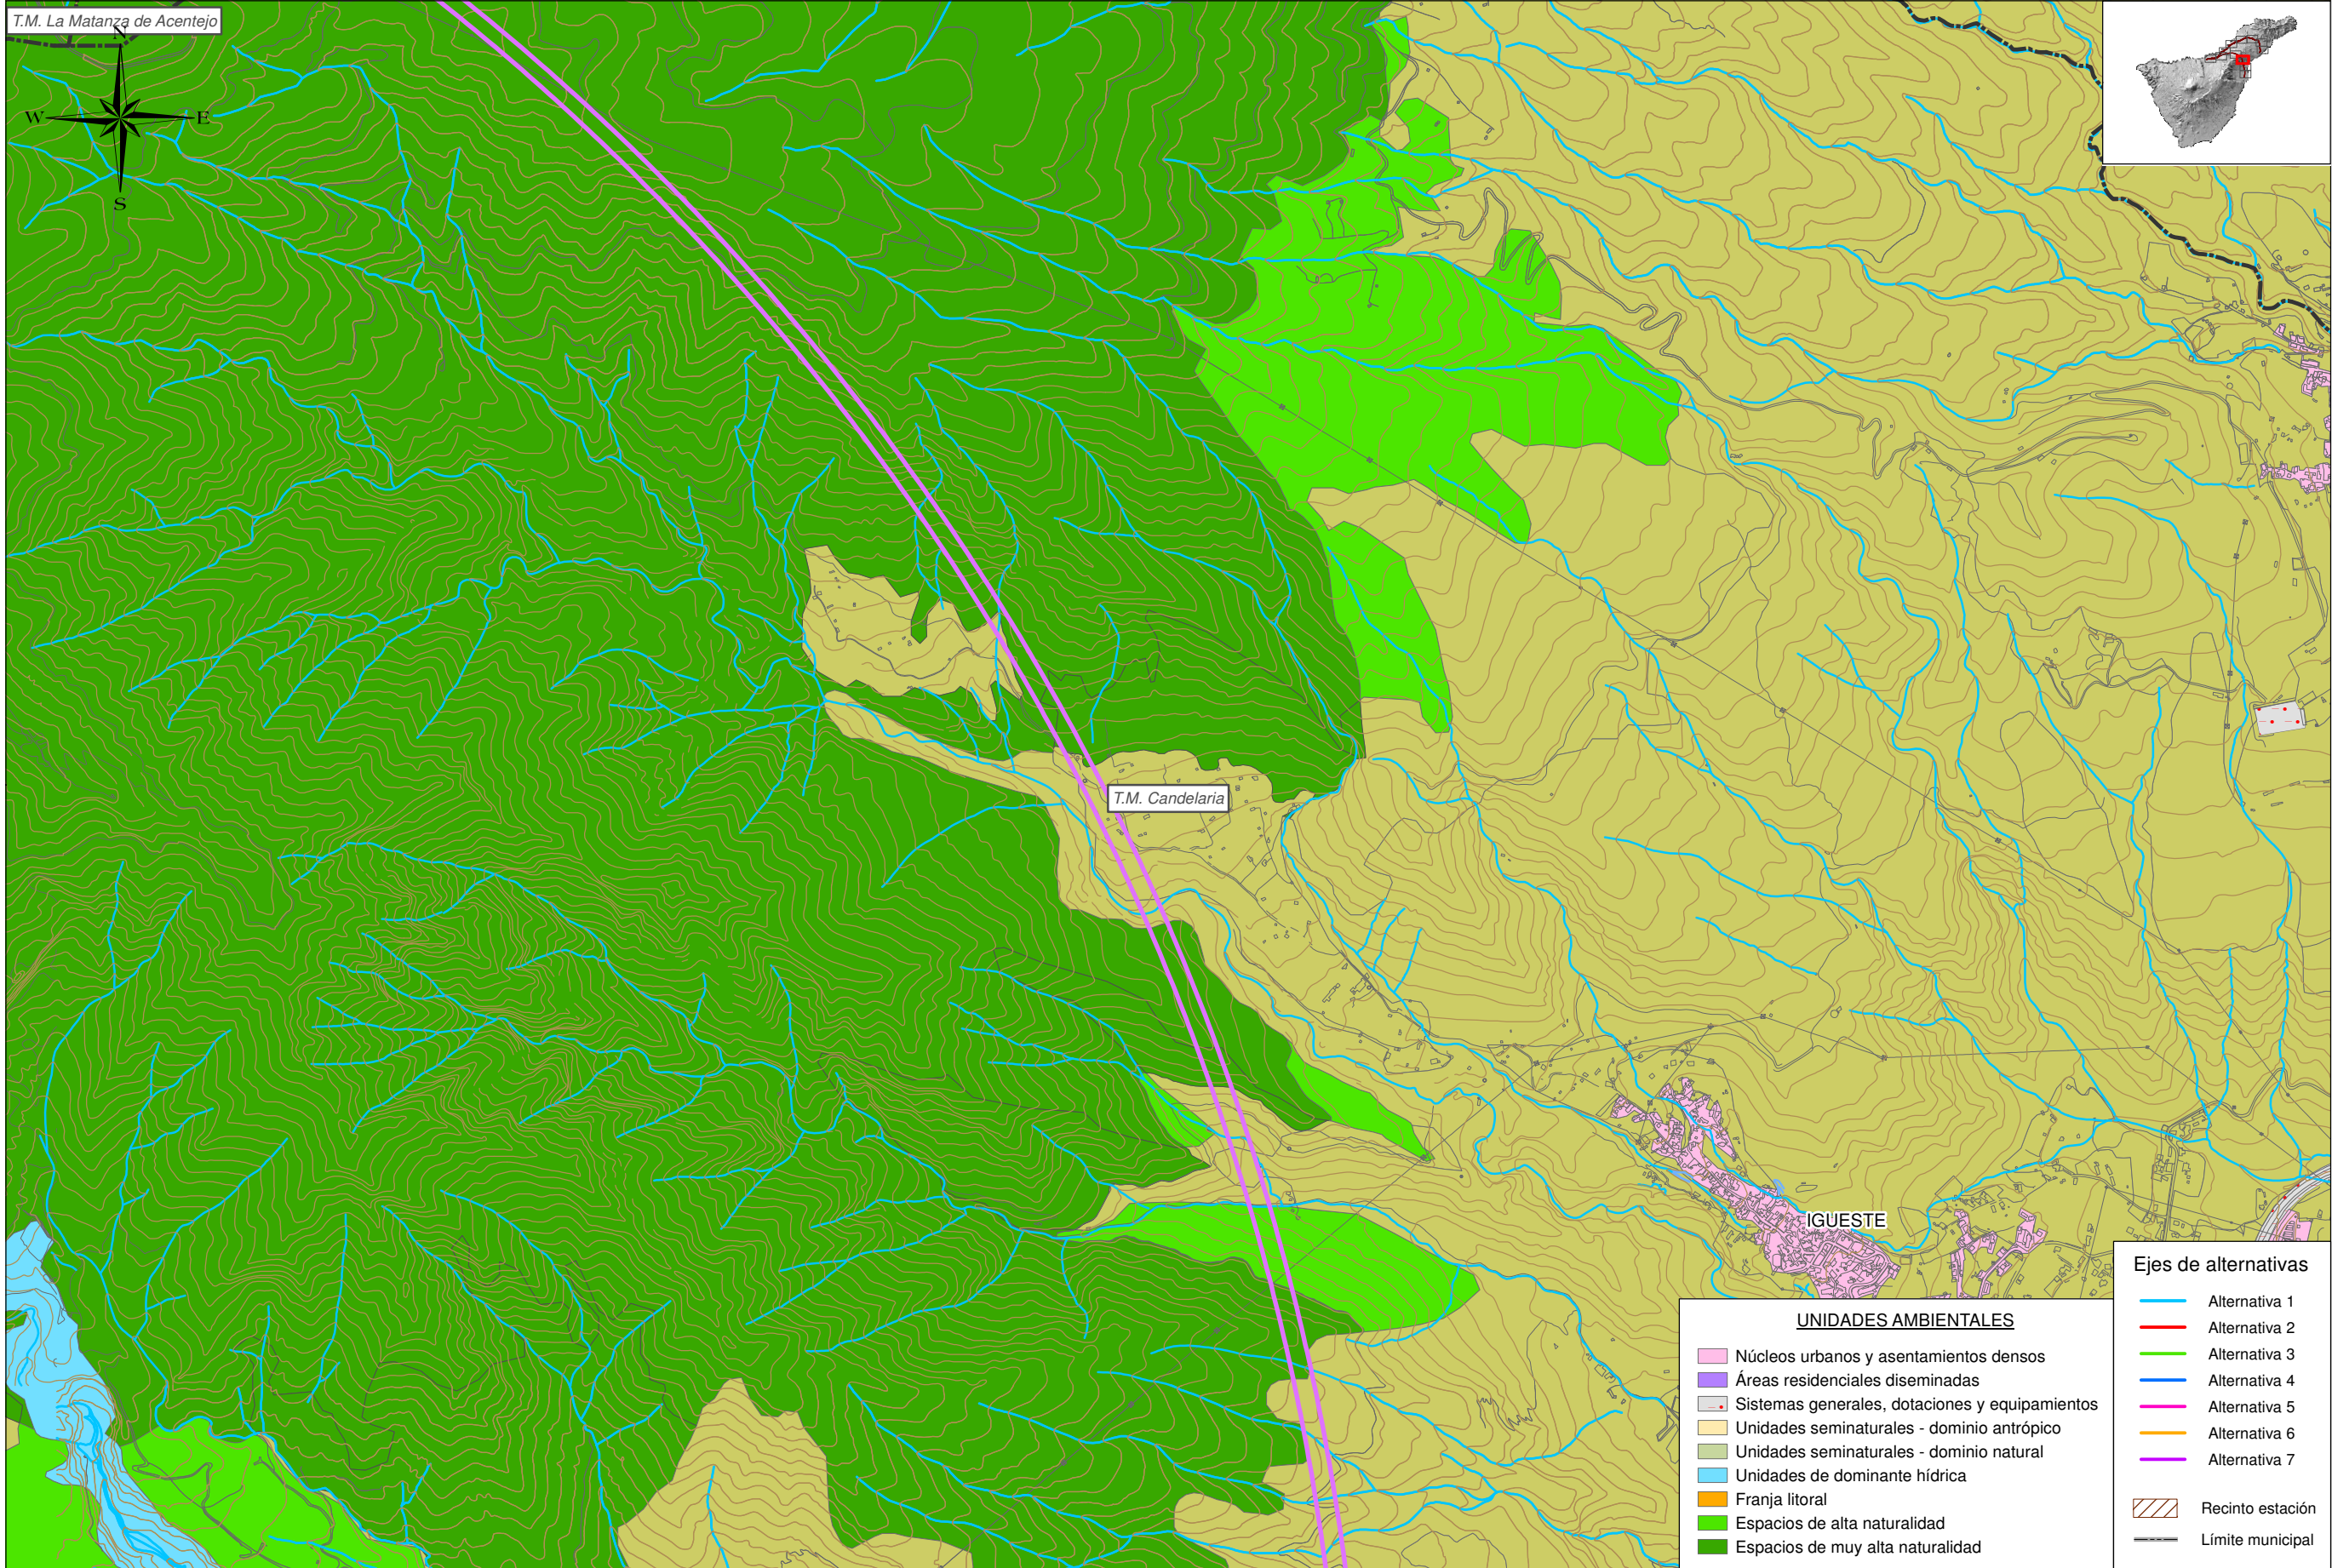 T.M. La Matanza de Acentejo
N
W
E
S
T.M. Candelaria
IGUESTE
UNIDADES AMBIENTALES
Núcleos urbanos y asentamientos densos
Áreas residenciales diseminadas
Sistemas generales, dotaciones y equipamientos
Unidades seminaturales - dominio antrópico
Unidades seminaturales - dominio natural
Unidades de dominante hídrica
Franja litoral
Espacios de alta naturalidad
Espacios de muy alta naturalidad
Ejes de alternativas
Alternativa 1
Alternativa 2
Alternativa 3
Alternativa 4
Alternativa 5
Alternativa 6
Alternativa 7
Recinto estación
Límite municipal